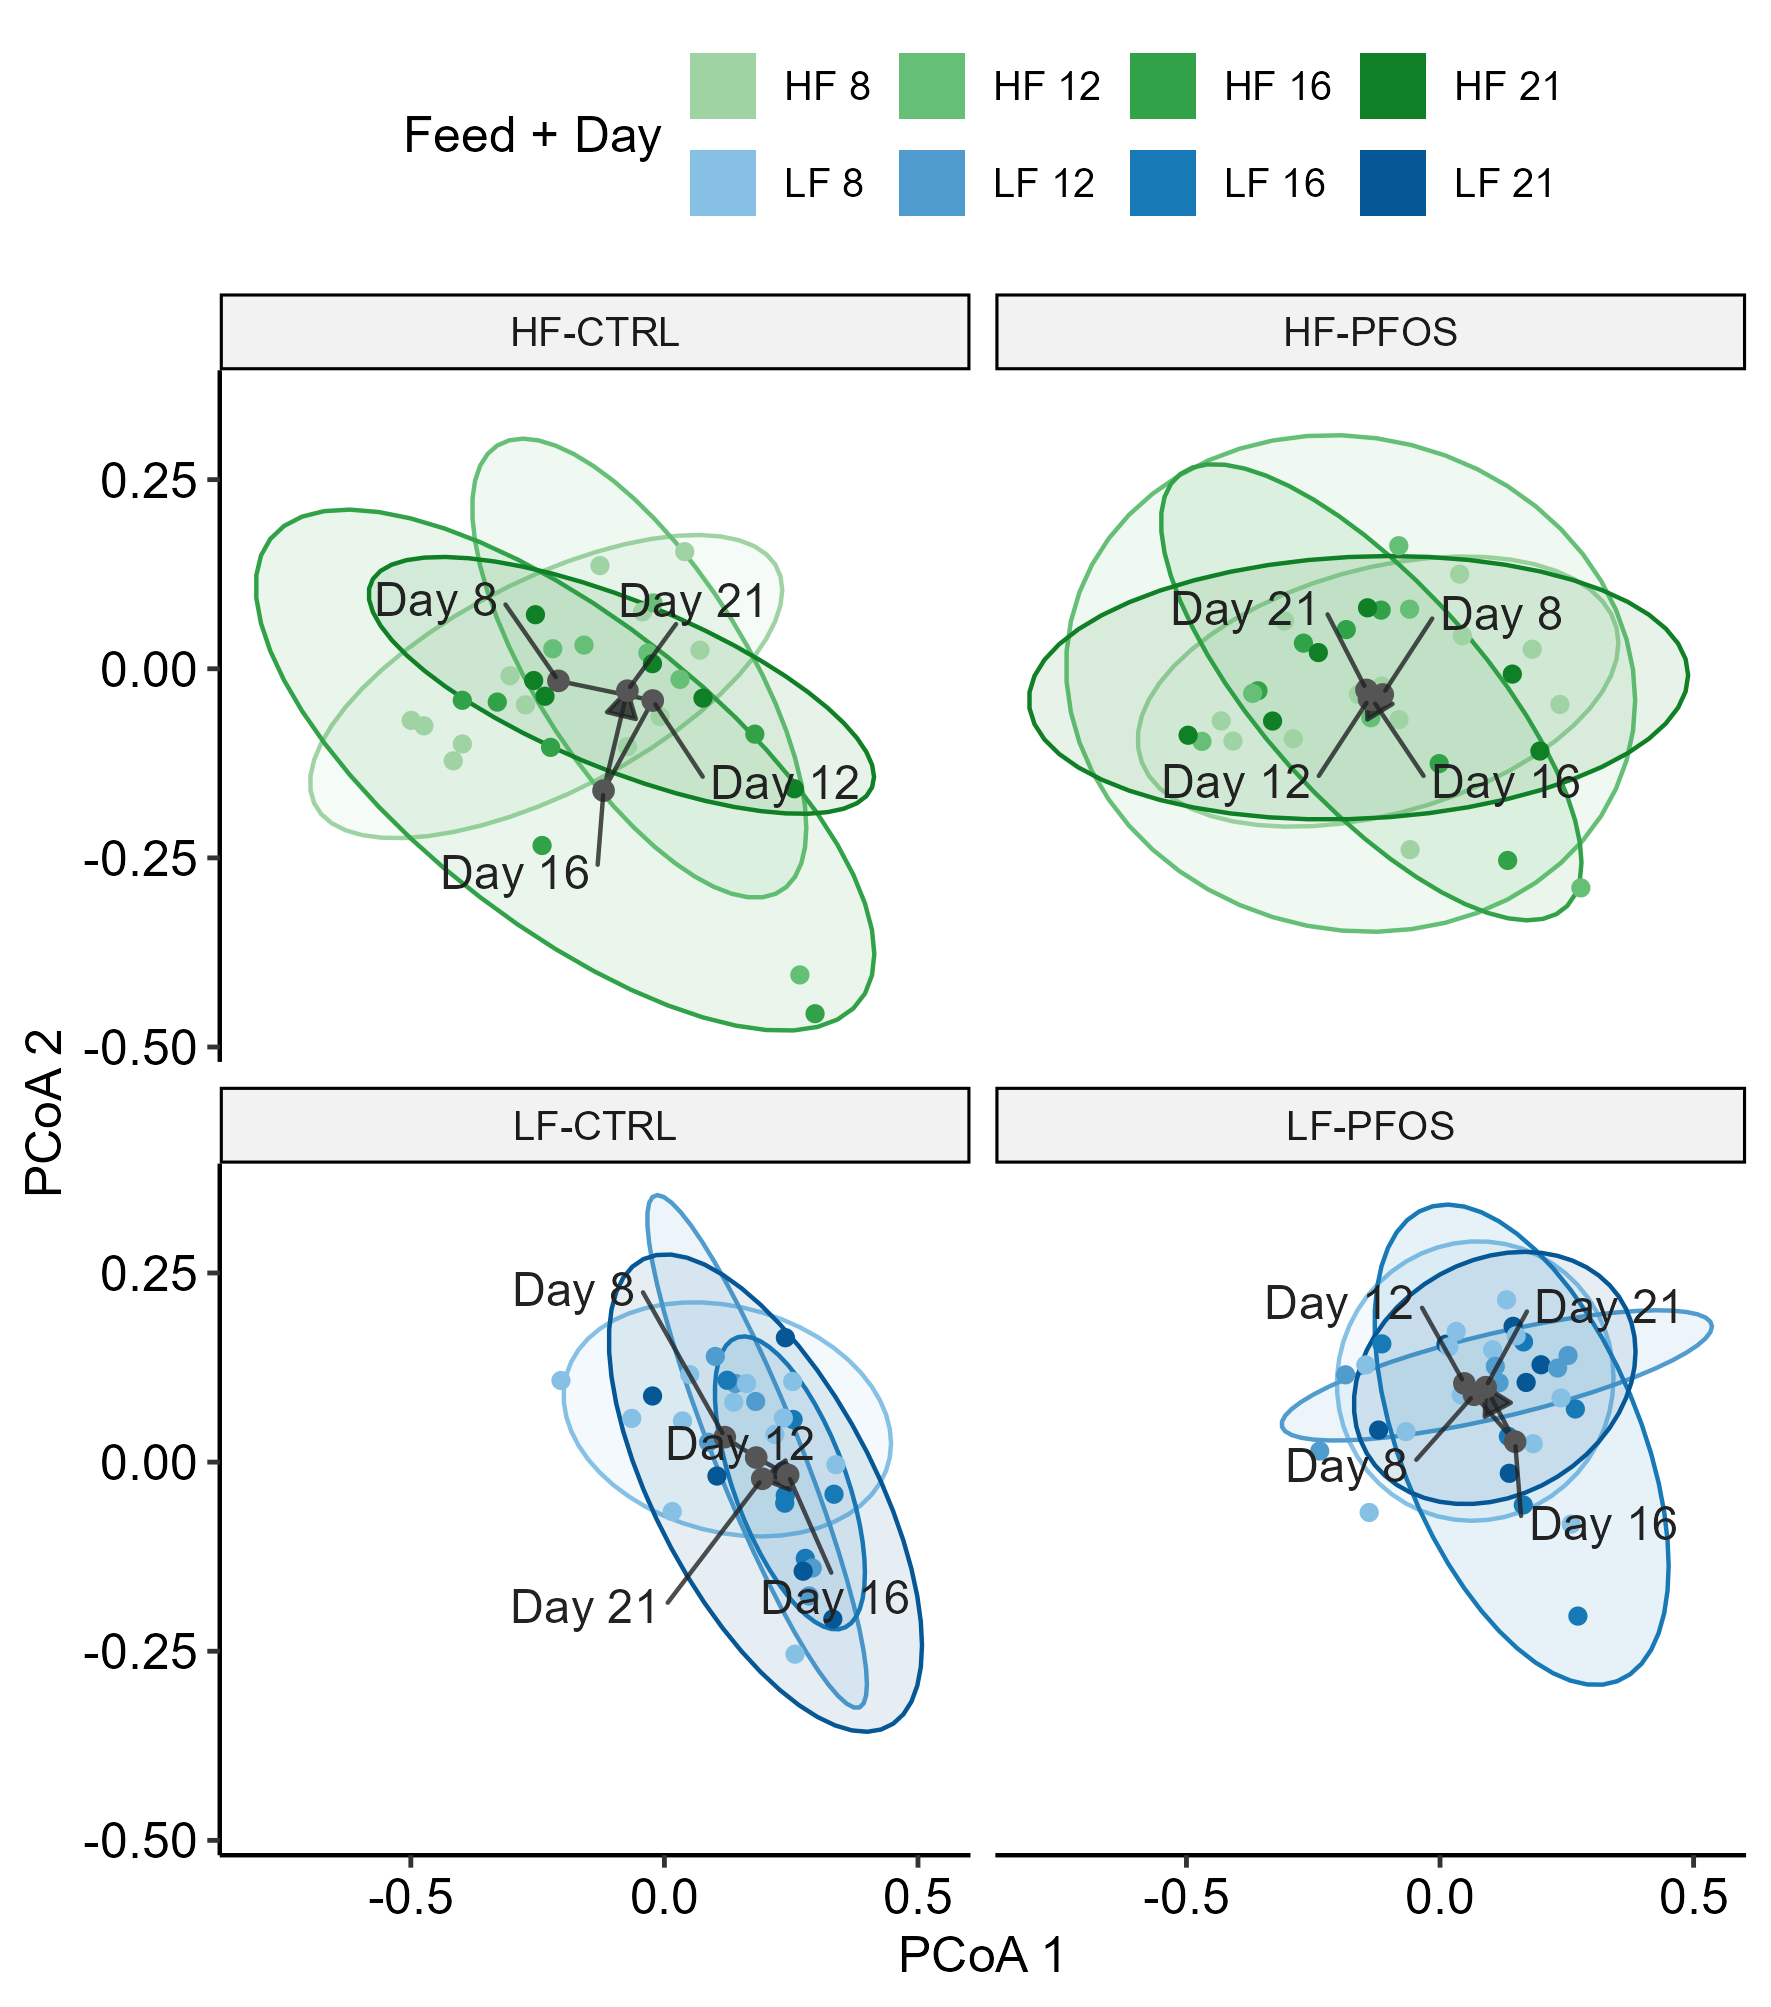 Feed + Day
HF 8 HF 12 HF 16 HF 21
LF 8 LF 12 LF 16 LF 21
HF-CTRL
HF-PFOS
0.25
0.00
-0.25
-0.50
Day 8
Day 21
Day 12
Day 16
Day 21
Day 8
Day 12
Day 16
PCoA 2
LF-CTRL
LF-PFOS
0.25
0.00
-0.25
-0.50
Day 8
Day 12
Day 21
Day 16
Day 12
Day 21
Day 8
Day 16
-0.5 0.0 0.5
-0.5 0.0 0.5
PCoA 1